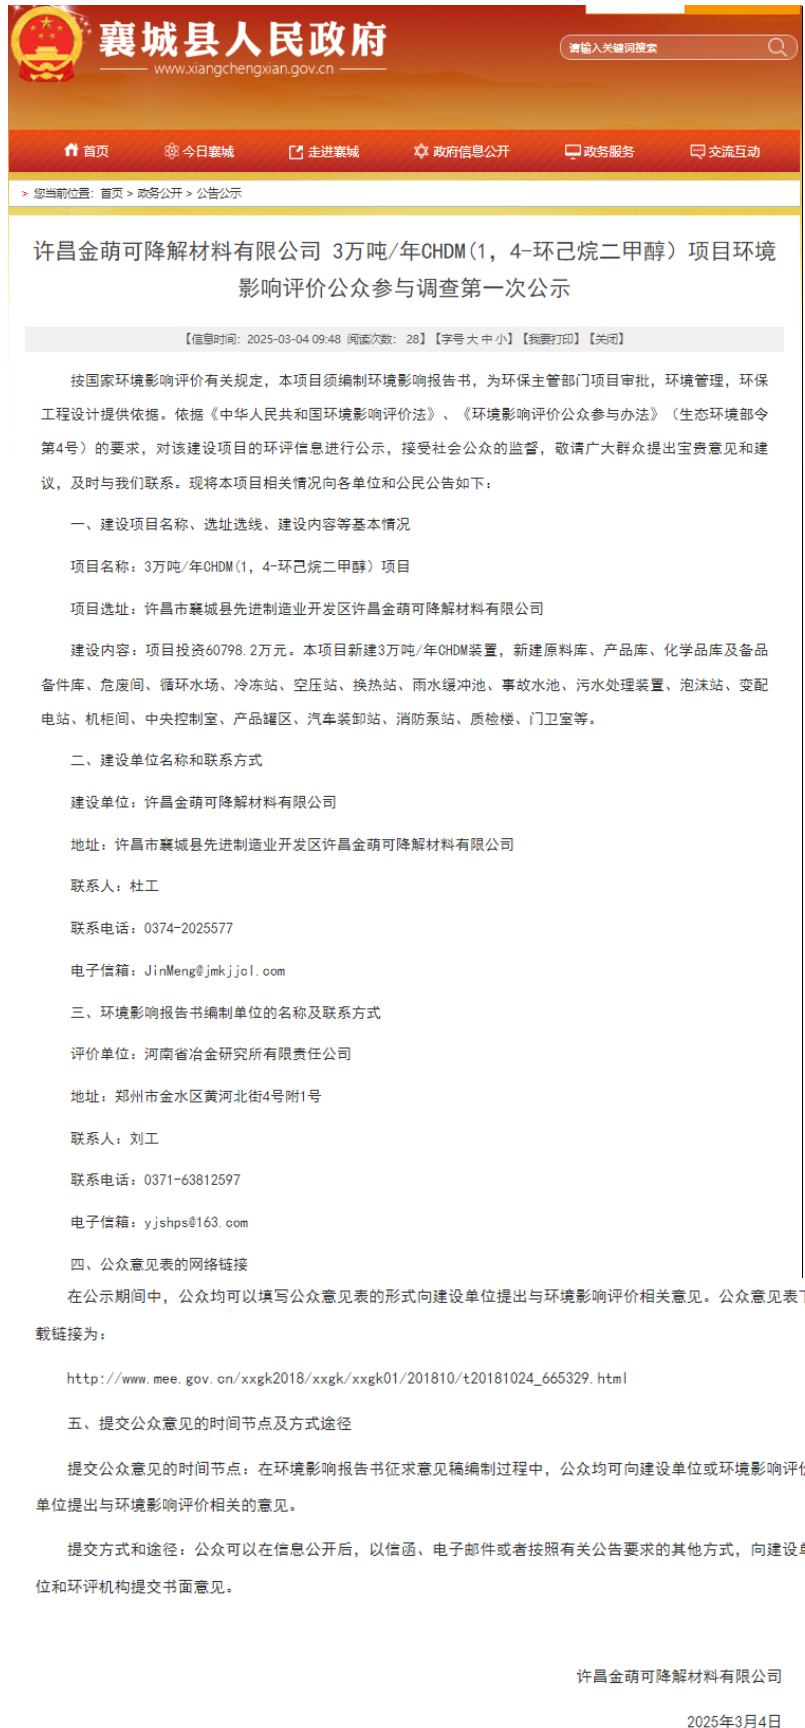 襄城县人民政府
www.xiangchengxian.gov.cn
请输入关键词搜索
首页 今日襄城 走进襄城 政府信息公开 政务服务 交流互动
> 您当前位置：首页 > 政务公开 > 公告公示
许昌金萌可降解材料有限公司 3万吨/年CHDM(1，4-环己烷二甲醇）项目环境
影响评价公众参与调查第一次公示
【信息时间：2025-03-04 09:48 阅读次数： 28】【字号 大 中 小】【我要打印】【关闭】
按国家环境影响评价有关规定，本项目须编制环境影响报告书，为环保主管部门项目审批，环境管理，环保
工程设计提供依据。依据《中华人民共和国环境影响评价法》、《环境影响评价公众参与办法》（生态环境部令
第4号）的要求，对该建设项目的环评信息进行公示，接受社会公众的监督，敬请广大群众提出宝贵意见和建
议，及时与我们联系。现将本项目相关情况向各单位和公民公告如下：
一、建设项目名称、选址选线、建设内容等基本情况
项目名称：3万吨/年CHDM(1，4-环己烷二甲醇）项目
项目选址：许昌市襄城县先进制造业开发区许昌金萌可降解材料有限公司
建设内容：项目投资60798.2万元。本项目新建3万吨/年CHDM装置，新建原料库、产品库、化学品库及备品
备件库、危废间、循环水场、冷冻站、空压站、换热站、雨水缓冲池、事故水池、污水处理装置、泡沫站、变配
电站、机柜间、中央控制室、产品罐区、汽车装卸站、消防泵站、质检楼、门卫室等。
二、建设单位名称和联系方式
建设单位：许昌金萌可降解材料有限公司
地址：许昌市襄城县先进制造业开发区许昌金萌可降解材料有限公司
联系人：杜工
联系电话：0374-2025577
电子信箱：JinMeng@jmkjjcl.com
三、环境影响报告书编制单位的名称及联系方式
评价单位：河南省冶金研究所有限责任公司
地址：郑州市金水区黄河北街4号附1号
联系人：刘工
联系电话：0371-63812597
电子信箱：yjshps@163.com
四、公众意见表的网络链接
在公示期间中，公众均可以填写公众意见表的形式向建设单位提出与环境影响评价相关意见。公众意见表下
载链接为：
http://www.mee.gov.cn/xxgk2018/xxgk/xxgk01/201810/t20181024_665329.html
五、提交公众意见的时间节点及方式途径
提交公众意见的时间节点：在环境影响报告书征求意见稿编制过程中，公众均可向建设单位或环境影响评价
单位提出与环境影响评价相关的意见。
提交方式和途径：公众可以在信息公开后，以信函、电子邮件或者按照有关公告要求的其他方式，向建设单
位和环评机构提交书面意见。
许昌金萌可降解材料有限公司
2025年3月4日